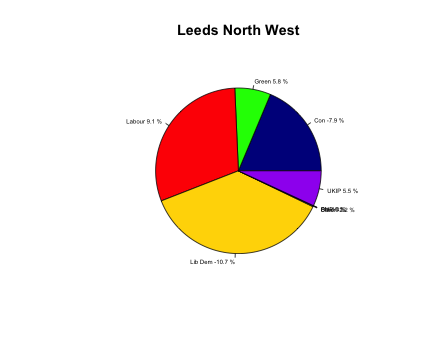 Leeds North West
Green 5.8 %
Con -7.9 %
Labour 9.1 %
UKIP 5.5 %
Lib Dem -10.7 %